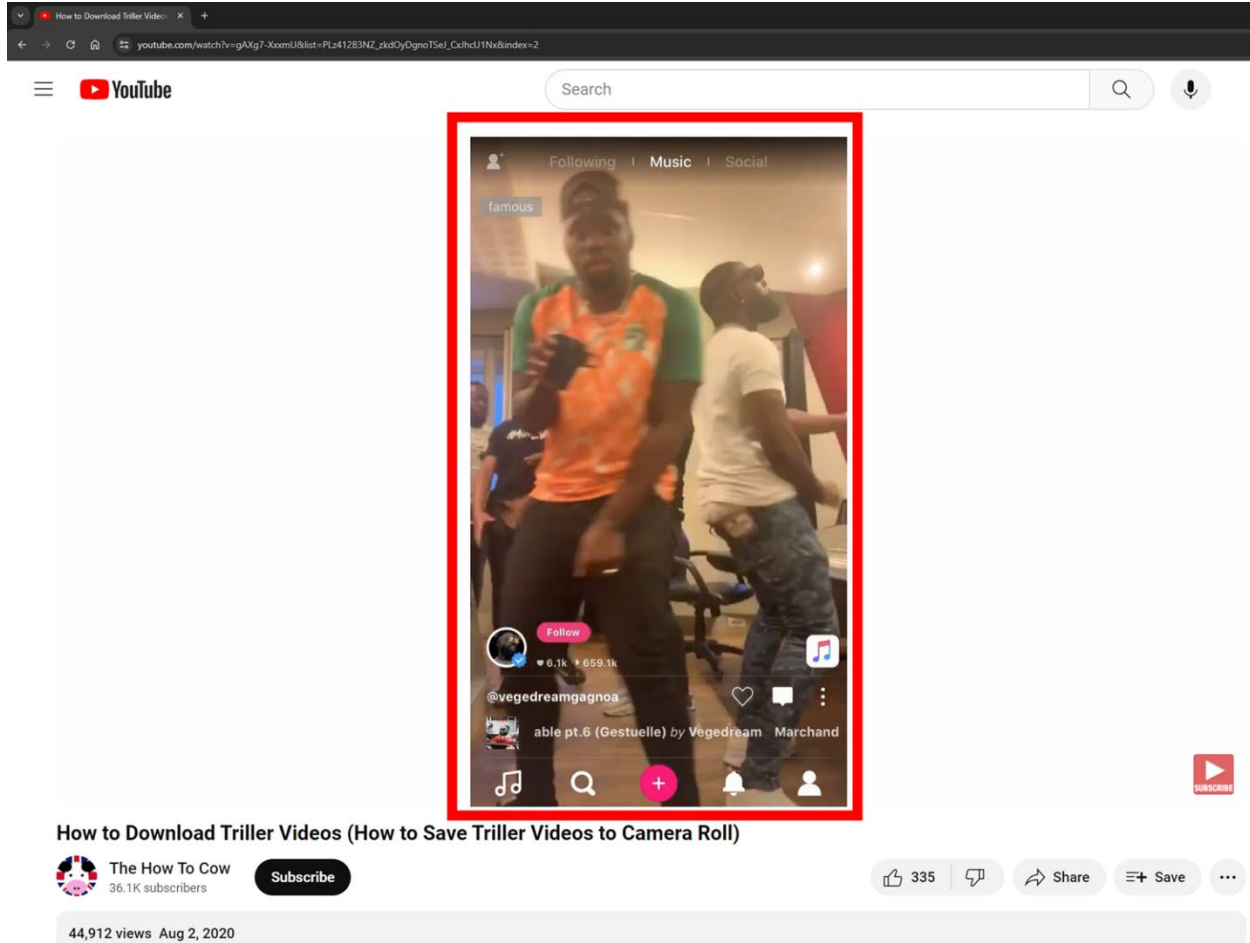 How to Download Triller Video
youtube.com/watch?v=gAXg7-XxxmU&list=PLz412B3NZ_zkdOyDgnoTSeJ_CxJhcU1Nx&index=2
YouTube
Search
Following | Music | Social
famous
Follow
6.1k 659.1k
@vegedreamgagnoa
able pt.6 (Gestuelle) by Vegedream Marchand
SUBSCRIBE
How to Download Triller Videos (How to Save Triller Videos to Camera Roll)
The How To Cow
36.1K subscribers
Subscribe
335
Share
Save
44,912 views Aug 2, 2020